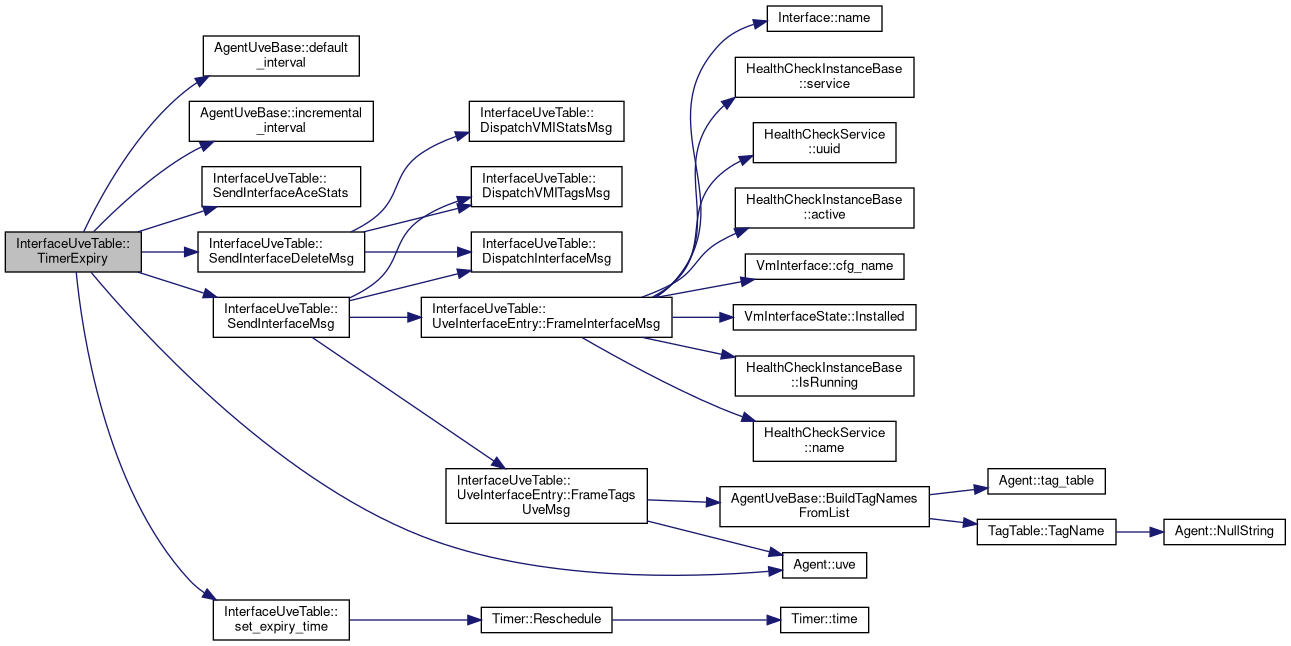 InterfaceUveTable::
TimerExpiry
AgentUveBase::default
_interval
AgentUveBase::incremental
_interval
InterfaceUveTable::
SendInterfaceAceStats
InterfaceUveTable::
SendInterfaceDeleteMsg
InterfaceUveTable::
SendInterfaceMsg
InterfaceUveTable::
set_expiry_time
InterfaceUveTable::
DispatchVMIStatsMsg
InterfaceUveTable::
DispatchVMITagsMsg
InterfaceUveTable::
DispatchInterfaceMsg
InterfaceUveTable::
UveInterfaceEntry::FrameInterfaceMsg
InterfaceUveTable::
UveInterfaceEntry::FrameTags
UveMsg
Timer::Reschedule
Interface::name
HealthCheckInstanceBase
::service
HealthCheckService
::uuid
HealthCheckInstanceBase
::active
VmInterface::cfg_name
VmInterfaceState::Installed
HealthCheckInstanceBase
::IsRunning
HealthCheckService
::name
AgentUveBase::BuildTagNames
FromList
Agent::uve
Timer::time
Agent::tag_table
TagTable::TagName
Agent::NullString